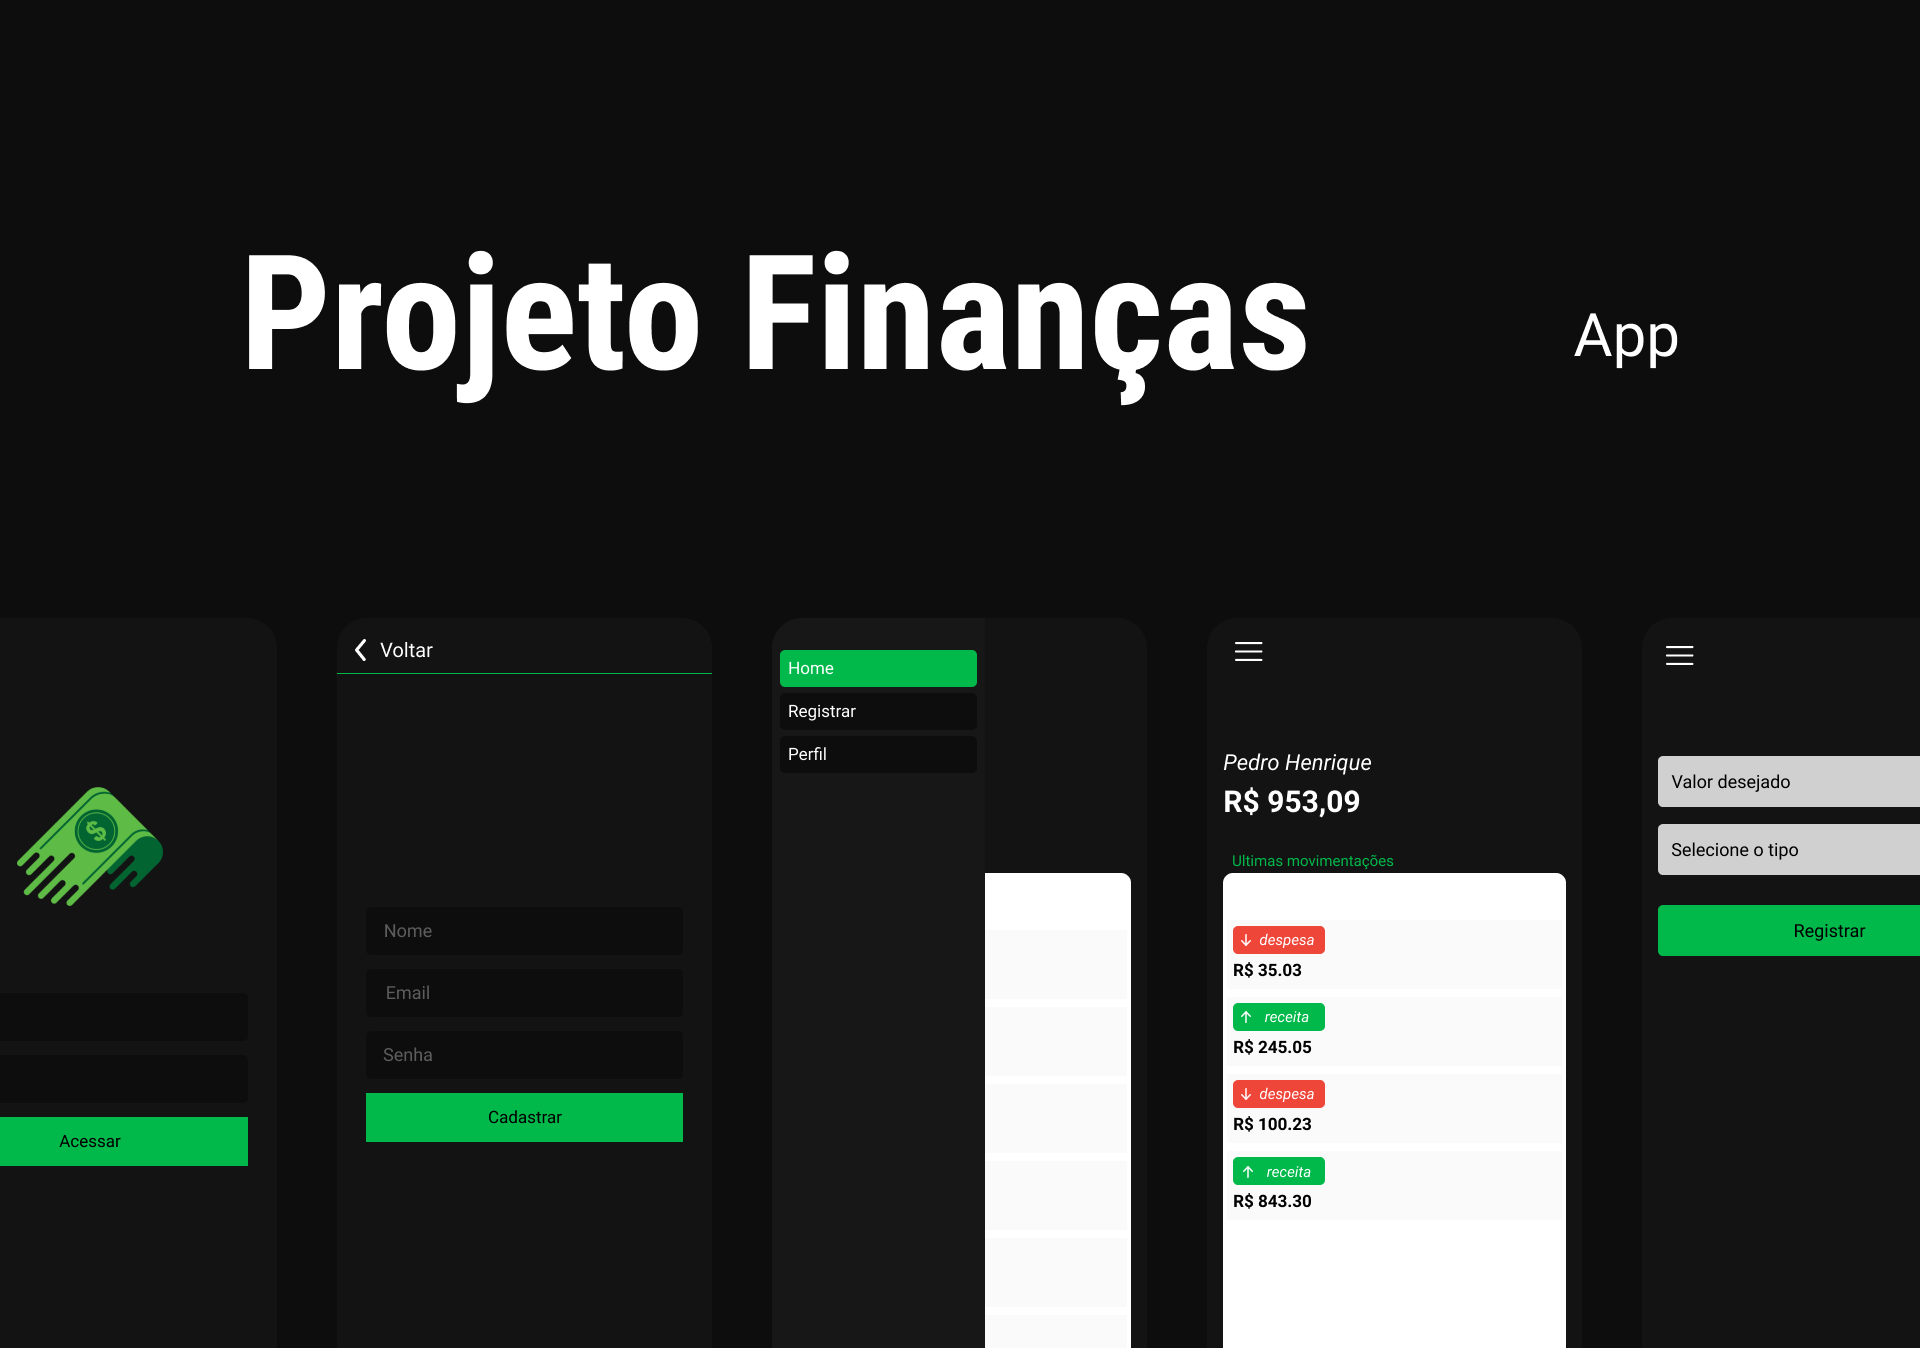 Projeto Finanças
App
Acessar
Voltar
Nome
Email
Senha
Cadastrar
Home
Registrar
Perfil
Pedro Henrique
R$ 953,09
Ultimas movimentações
despesa
R$ 35.03
receita
R$ 245.05
despesa
R$ 100.23
receita
R$ 843.30
Valor desejado
Selecione o tipo
Registrar